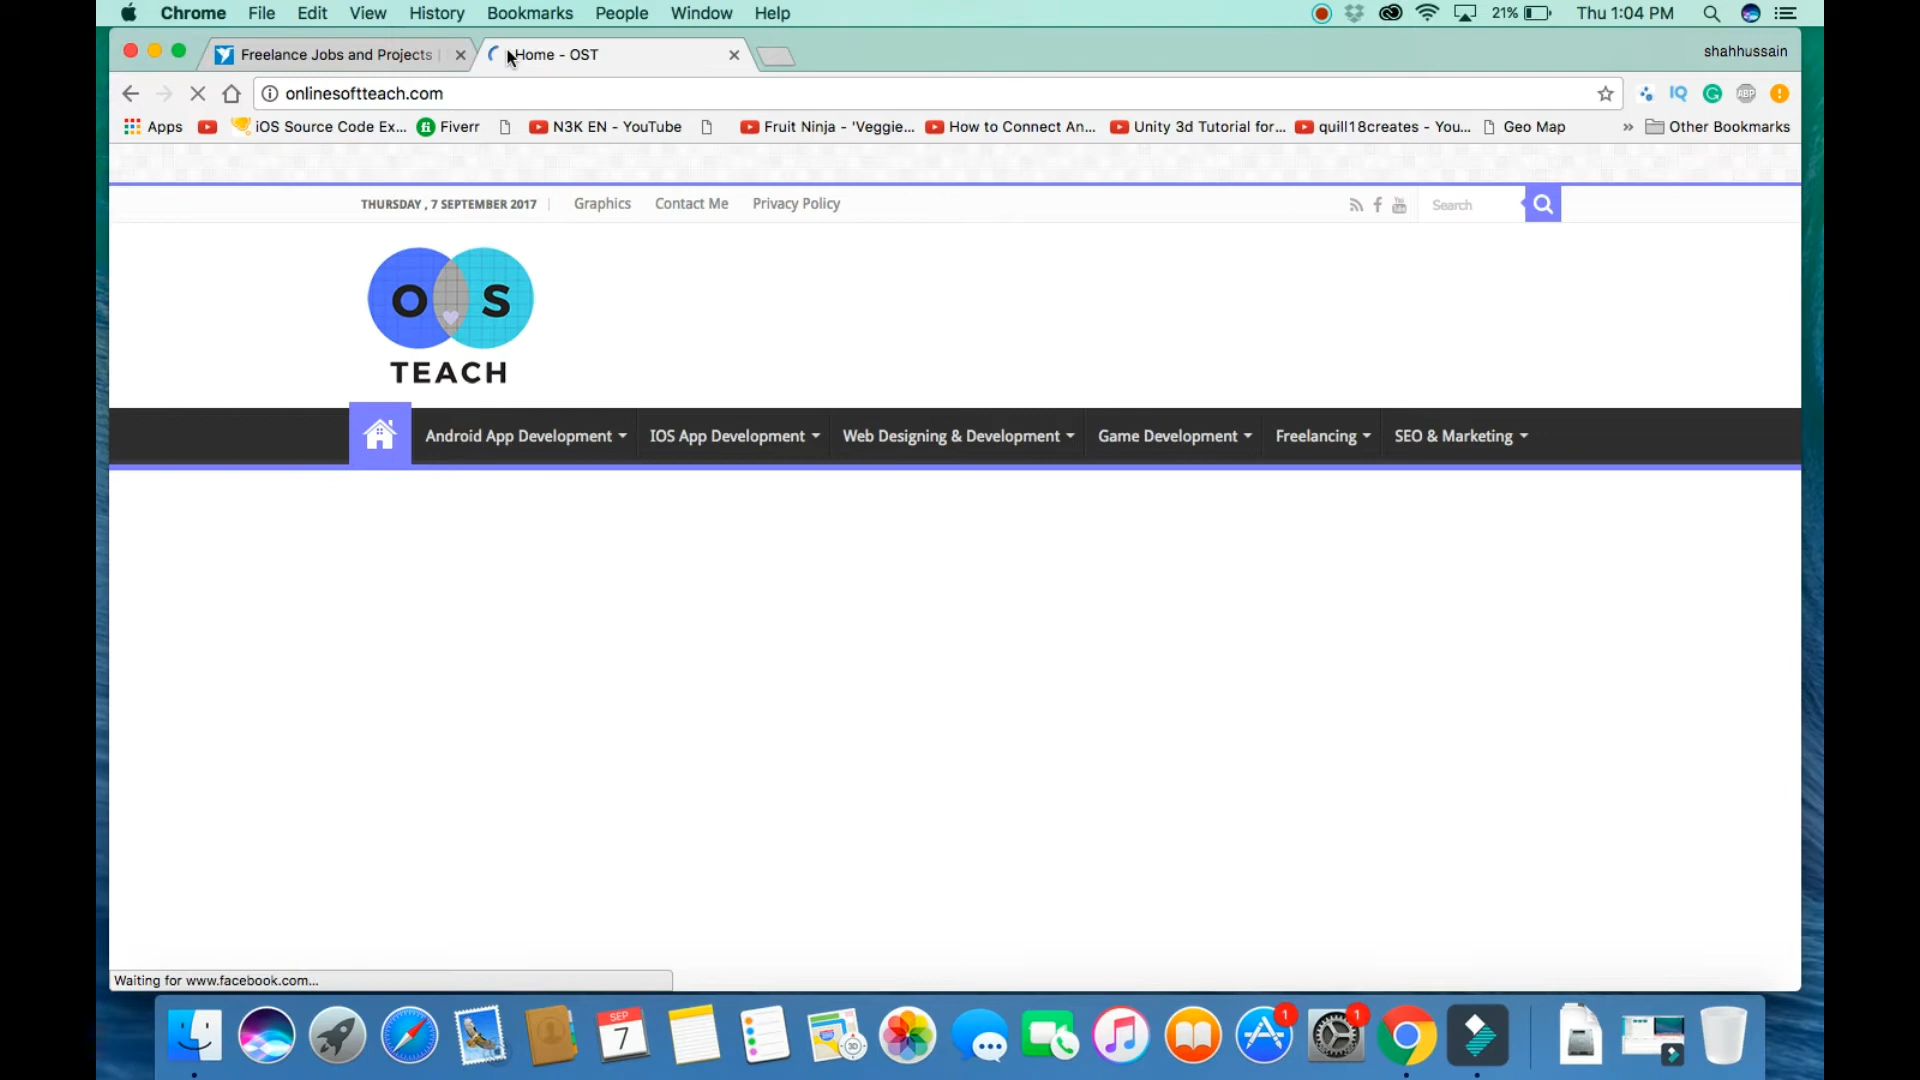 Chrome File Edit View History Bookmarks People Window Help 21% Thu 1:04 PM
Freelance Jobs and Projects | Home - OST shahhussain
onlinesoftteach.com IQ ABP
Apps iOS Source Code Ex... Fiverr N3K EN - YouTube Fruit Ninja - 'Veggie... How to Connect An... Unity 3d Tutorial for... quill18creates - You... Geo Map » Other Bookmarks
THURSDAY , 7 SEPTEMBER 2017 Graphics Contact Me Privacy Policy Search
O S
TEACH
Android App Development IOS App Development Web Designing & Development Game Development Freelancing SEO & Marketing
Waiting for www.facebook.com...
SEP
7
1
1